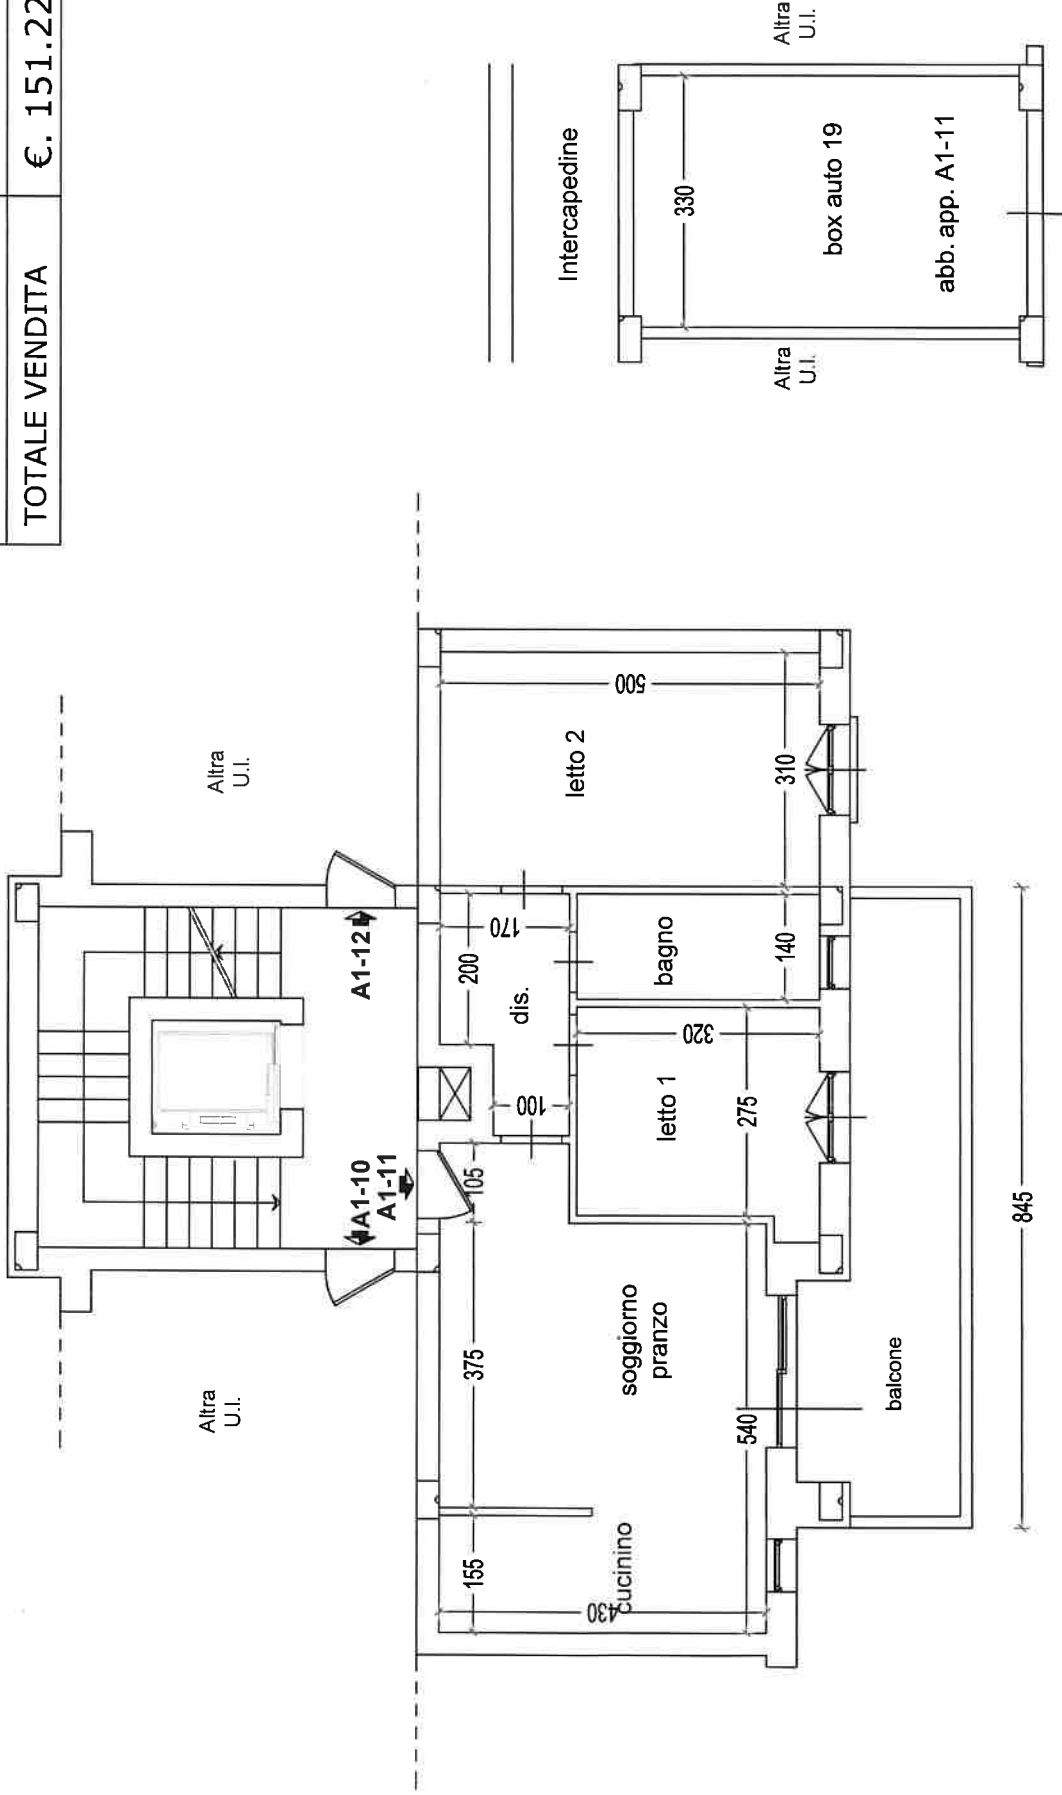 TOTALE VENDITA
€. 151.22
Altra
U.I.
Altra
U.I.
A1-10
A1-11
A1-12
155
375
105
200
170
100
dis.
430
cucinino
soggiorno
pranzo
540
letto 1
275
320
bagno
140
letto 2
310
500
balcone
845
Intercapedine
330
box auto 19
abb. app. A1-11
Altra
U.I.
Altra
U.I.